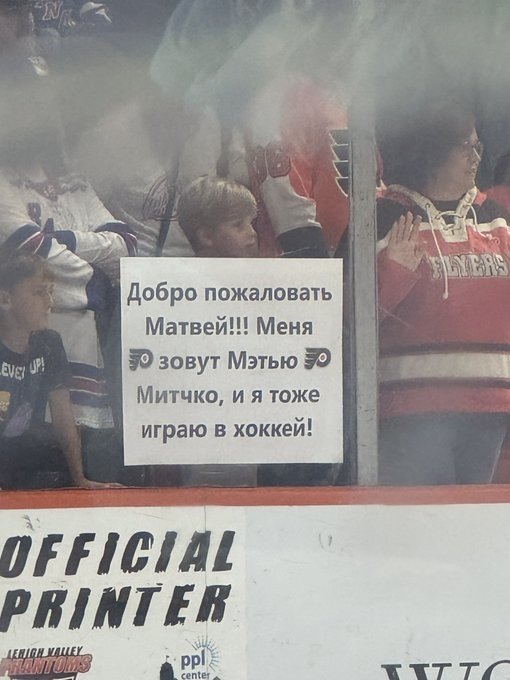 Добро пожаловать
Матвей!!! Меня
зовут Мэтью
Митчко, и я тоже
играю в хоккей!
FLYERS
OFFICIAL
PRINTER
LEHIGH VALLEY
PHANTOMS
ppl
center